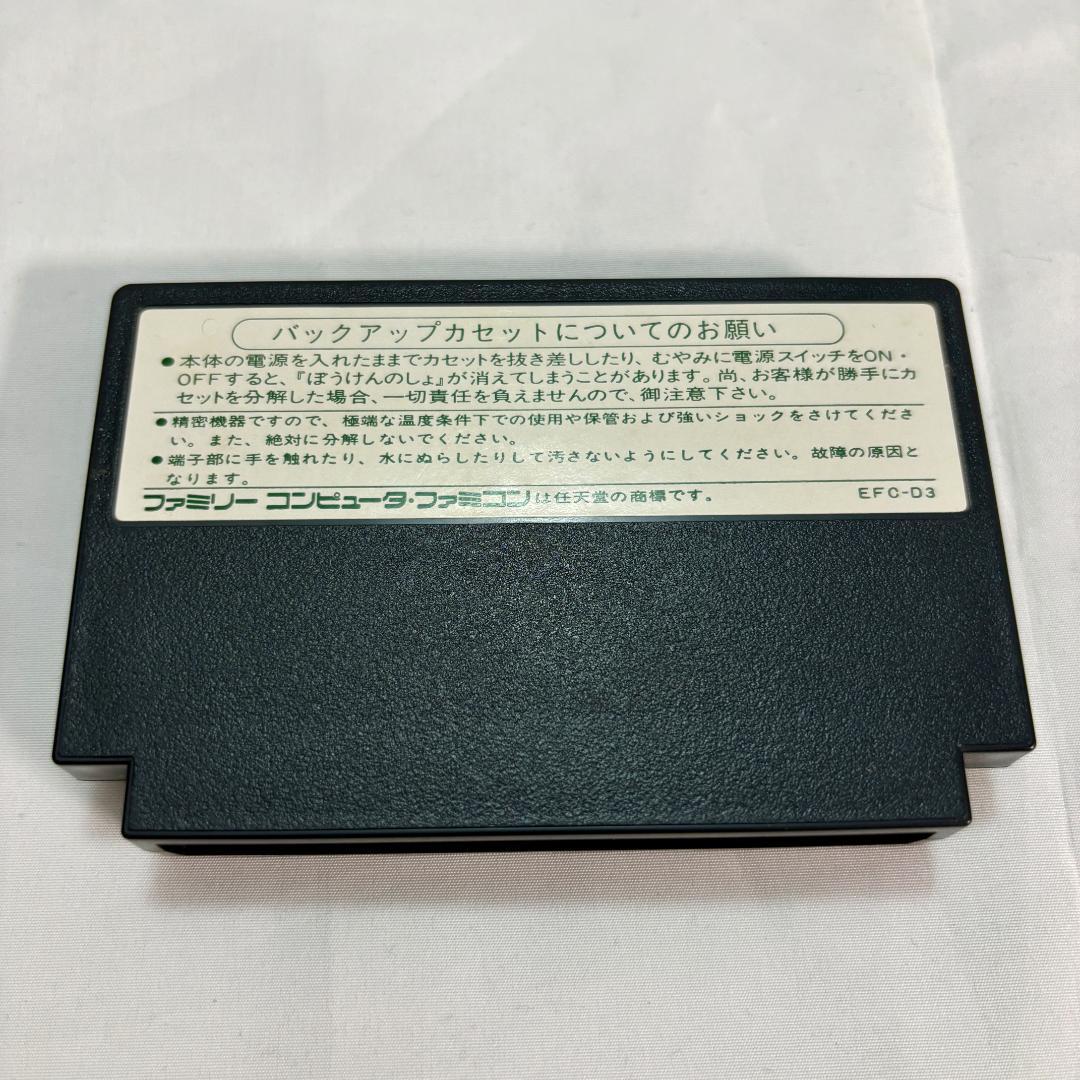 バックアップカセットについてのお願い
●本体の電源を入れたままでカセットを抜き差ししたり、むやみに電源スイッチをON・
OFFすると、『ぼうけんのしょ』が消えてしまうことがあります。尚、お客様が勝手にカ
セットを分解した場合、一切責任を負えませんので、御注意下さい。
●精密機器ですので、極端な温度条件下での使用や保管および強いショックをさけてくださ
い。また、絶対に分解しないでください。
●端子部に手を触れたり、水にぬらしたりして汚さないようにしてください。故障の原因と
なります。
ファミリーコンピュータ・ファミコンは任天堂の商標です。 EFC-D3